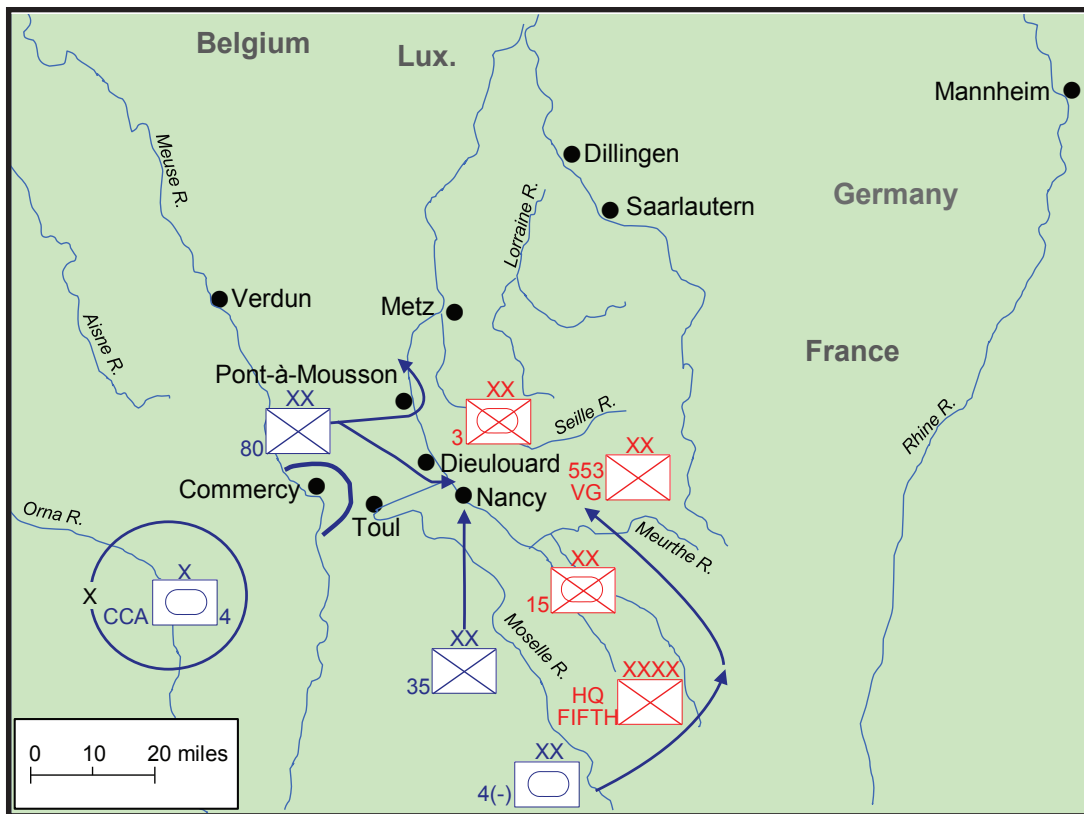 Belgium
Lux.
Mannheim
Meuse R.
Dillingen
Germany
Lorraine R.
Saarlautern
Verdun
Metz
Aisne R.
France
Pont-à-Mousson
XX
80
XX
3
Seille R.
Rhine R.
XX
553
VG
Dieulouard
Commercy
Nancy
Toul
Orna R.
Meurthe R.
X
X
CCA
4
XX
15
Moselle R.
XX
35
XXXX
HQ
FIFTH
XX
4(-)
0 10 20 miles